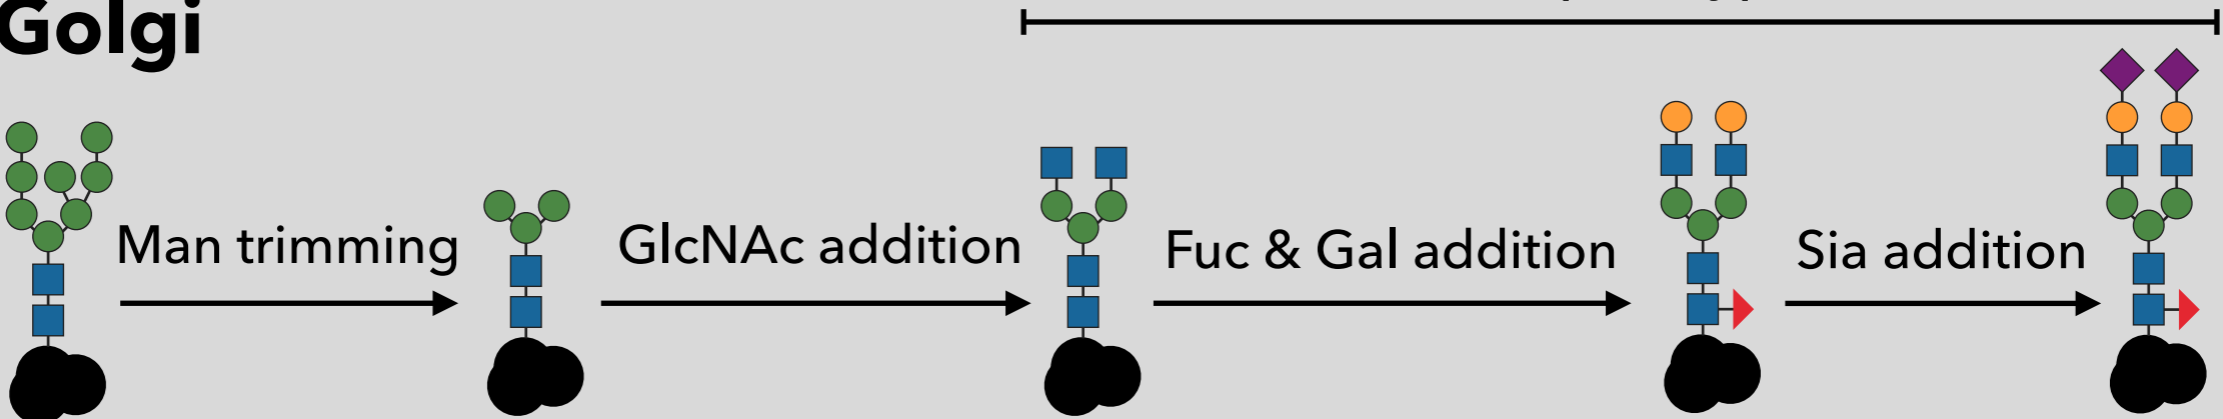 Golgi
Man trimming
GlcNAc addition
Fuc & Gal addition
Sia addition